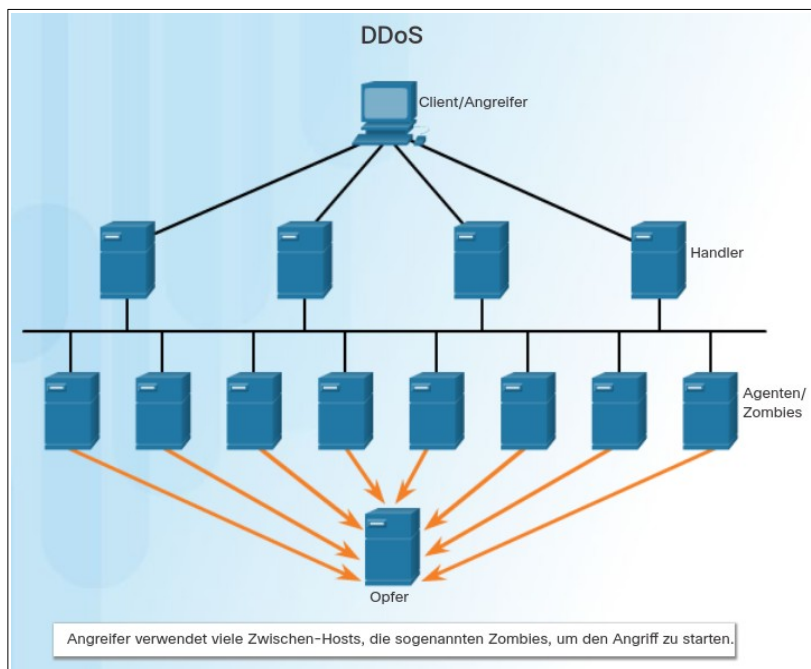 DDoS
Client/Angreifer
Handler
Agenten/
Zombies
Opfer
Angreifer verwendet viele Zwischen-Hosts, die sogenannten Zombies, um den Angriff zu starten.